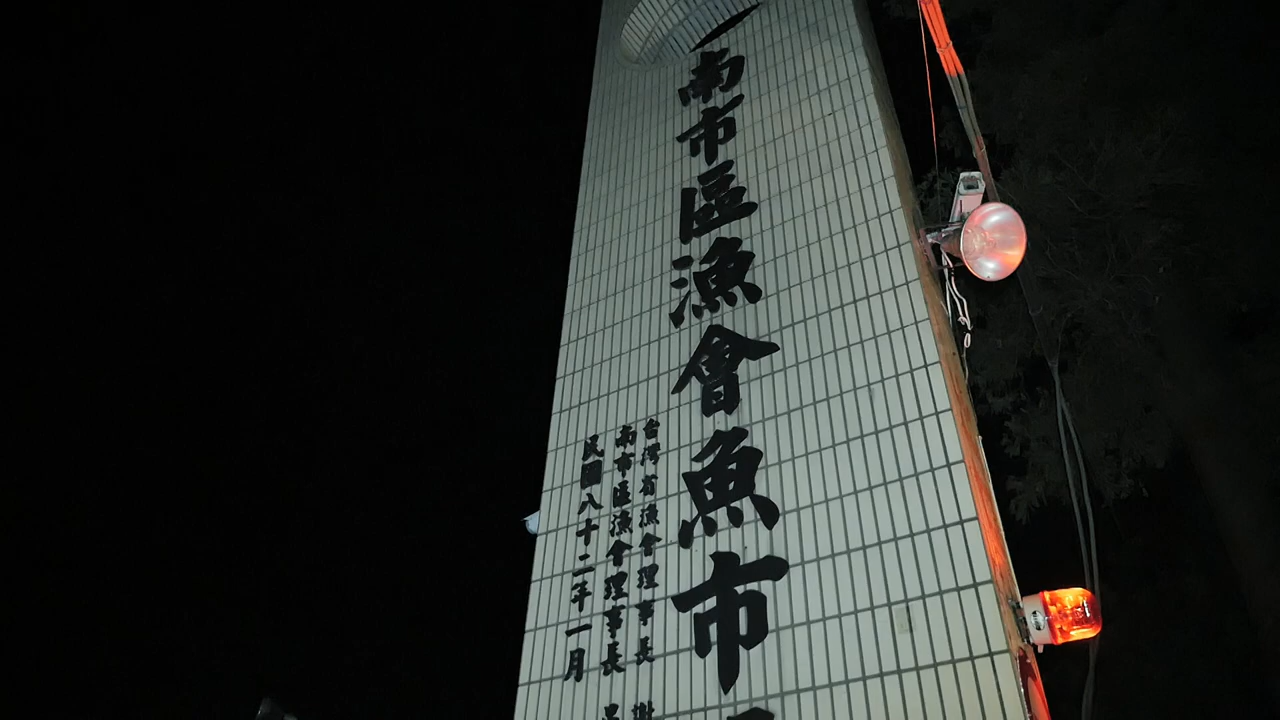 南市區漁會魚市
台灣省漁會理事長 謝
南市區漁會理事長
民國八十二年一月